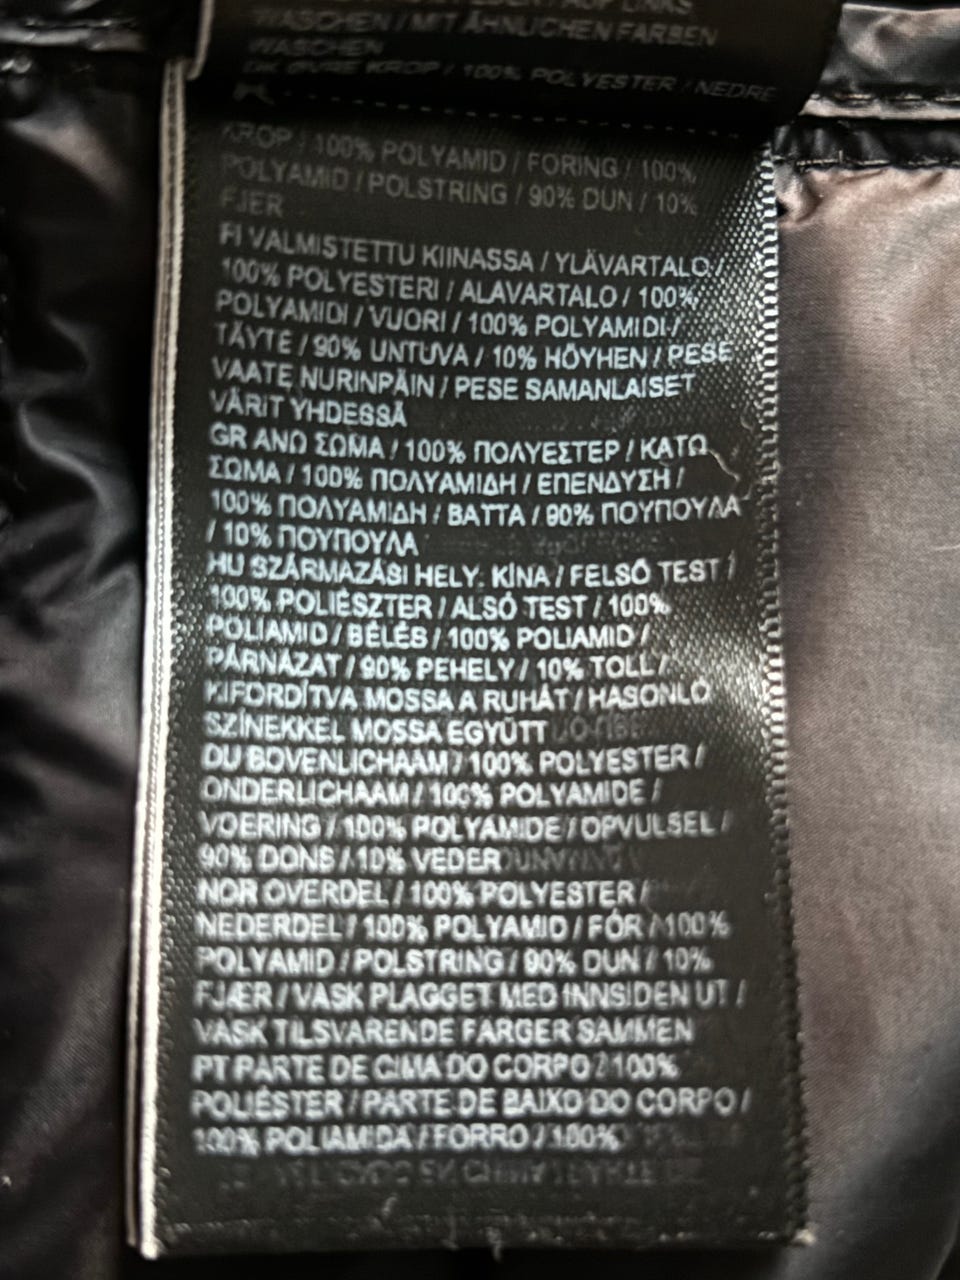 WASCHEN / MIT ÄHNLICHEN FARBEN
WASCHEN
DK ØVRE KROP / 100% POLYESTER / NEDRE
KROP / 100% POLYAMID / FORING / 100%
POLYAMID / POLSTRING / 90% DUN / 10%
FJER
FI VALMISTETTU KIINASSA / YLÄVARTALO /
100% POLYESTERI / ALAVARTALO / 100%
POLYAMIDI / VUORI / 100% POLYAMIDI /
TÄYTE / 90% UNTUVA / 10% HÖYHEN / PESE
VAATE NURINPÄIN / PESE SAMANLAISET
VÄRIT YHDESSÄ
GR ΑΝΩ ΣΩΜΑ / 100% ΠΟΛΥΕΣΤΕΡ / ΚΑΤΩ
ΣΩΜΑ / 100% ΠΟΛΥΑΜΙΔΗ / ΕΠΕΝΔΥΣΗ /
100% ΠΟΛΥΑΜΙΔΗ / ΒΑΤΤΑ / 90% ΠΟΥΠΟΥΛΑ
/ 10% ΠΟΥΠΟΥΛΑ
HU SZÁRMAZÁSI HELY: KÍNA / FELSŐ TEST /
100% POLIÉSZTER / ALSÓ TEST / 100%
POLIAMID / BÉLÉS / 100% POLIAMID /
PÁRNÁZAT / 90% PEHELY / 10% TOLL /
KIFORDÍTVA MOSSA A RUHÁT / HASONLÓ
SZÍNEKKEL MOSSA EGYÜTT
DU BOVENLICHAAM / 100% POLYESTER /
ONDERLICHAAM / 100% POLYAMIDE /
VOERING / 100% POLYAMIDE / OPVULSEL /
90% DONS / 10% VEDER
NOR OVERDEL / 100% POLYESTER /
NEDERDEL / 100% POLYAMID / FÓR / 100%
POLYAMID / POLSTRING / 90% DUN / 10%
FJÆR / VASK PLAGGET MED INNSIDEN UT /
VASK TILSVARENDE FARGER SAMMEN
PT PARTE DE CIMA DO CORPO / 100%
POLIÉSTER / PARTE DE BAIXO DO CORPO /
100% POLIAMIDA / FORRO / 100%